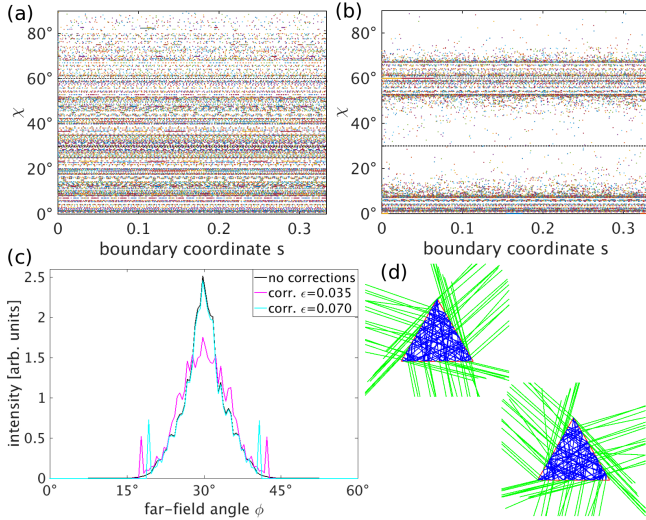 (a)
(b)
80°
60°
40°
20°
0°
χ
0
0.1
0.2
0.3
boundary coordinate s
80°
60°
40°
20°
0°
χ
0
0.1
0.2
0.3
boundary coordinate s
(c)
2.5
2
1.5
1
0.5
0
intensity [arb. units]
no corrections
corr. ϵ=0.035
corr. ϵ=0.070
0
15°
30°
45°
60°
far-field angle ϕ
(d)